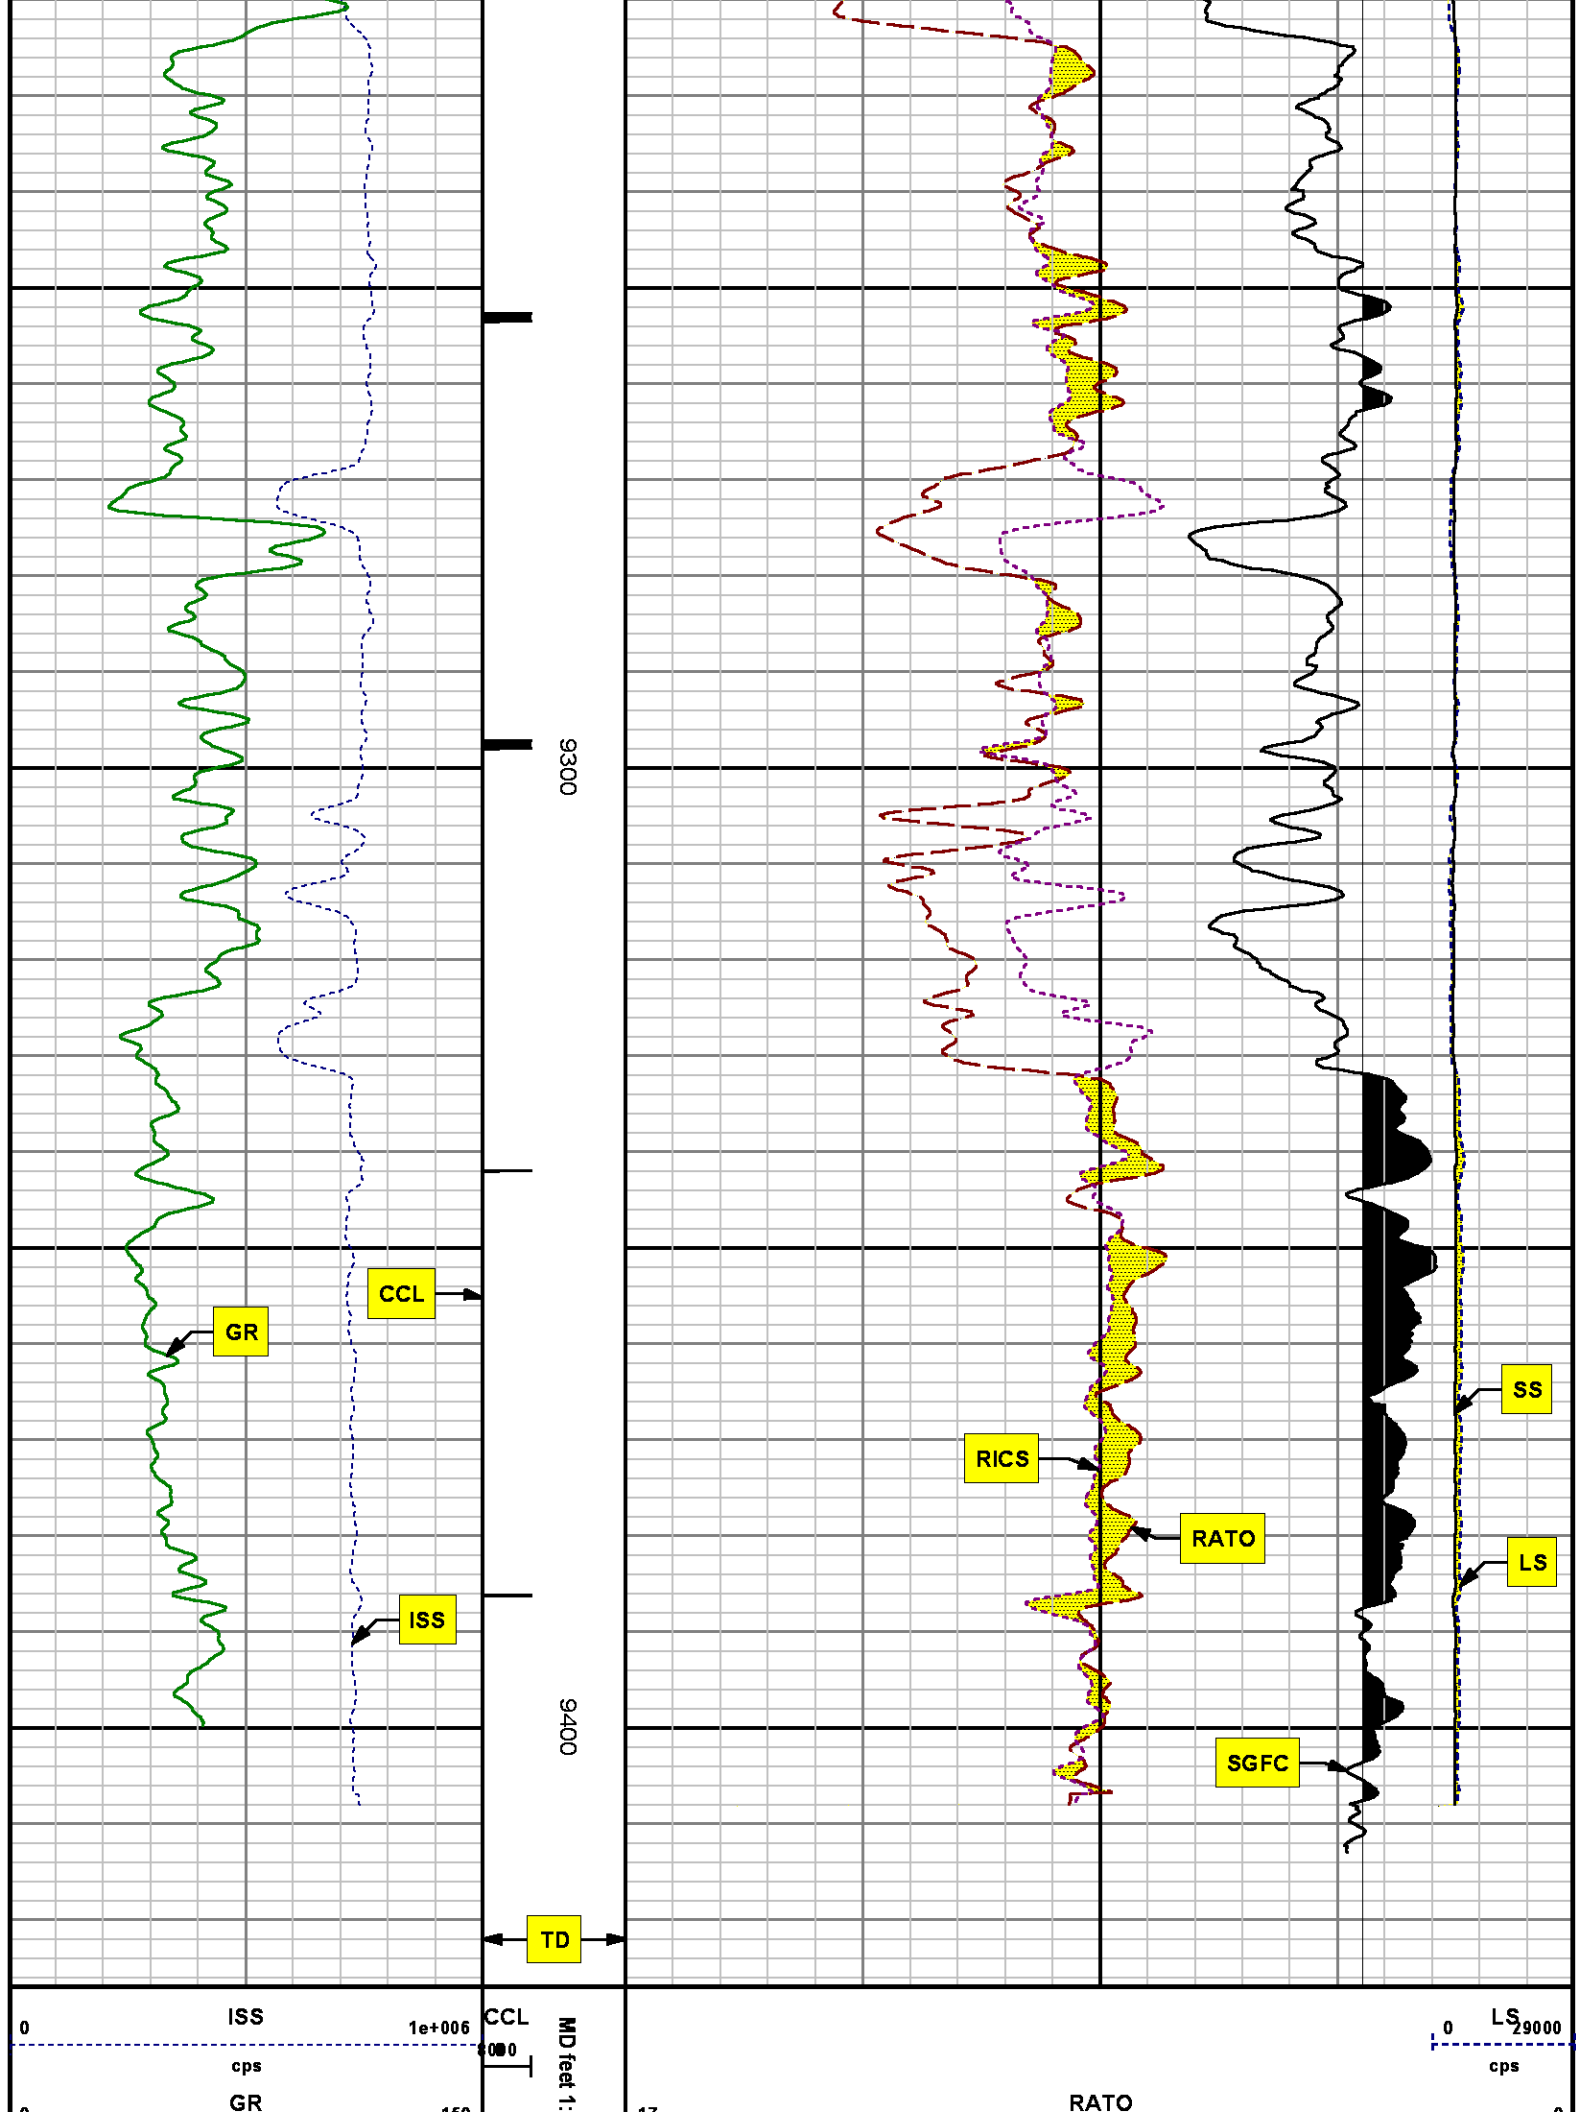 9300
CCL
GR
SS
RICS
RATO
LS
ISS
9400
SGFC
TD
ISS
CCL
LS
0
1e+006
0
29000
cps
MD feet 1:
cps
GR
RATO